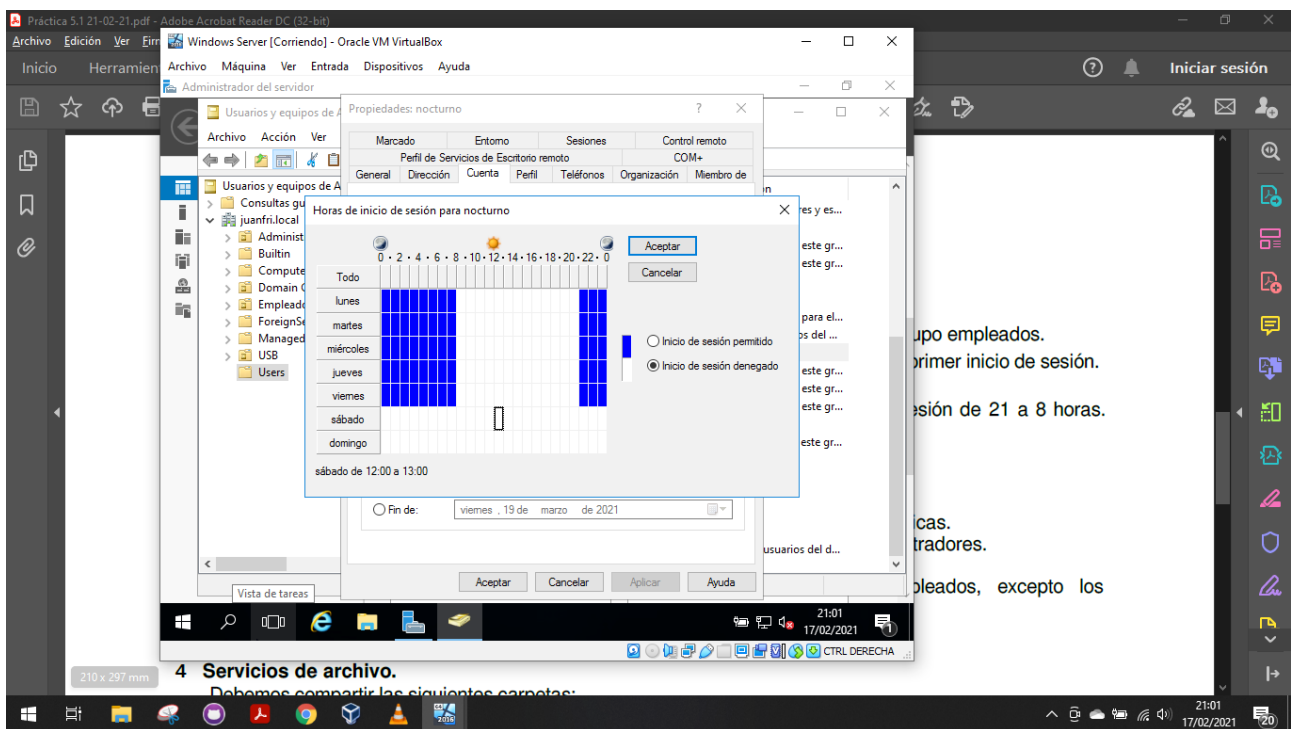 Práctica 5.1 21-02-21.pdf - Adobe Acrobat Reader DC (32-bit)
Archivo Edición Ver Firm
Inicio Herramien
Iniciar sesión
Windows Server [Corriendo] - Oracle VM VirtualBox
Archivo Máquina Ver Entrada Dispositivos Ayuda
Administrador del servidor
Usuarios y equipos de A
Archivo Acción Ver
Usuarios y equipos de A
Consultas gu
juanfri.local
Administ
Builtin
Compute
Domain C
Empleado
ForeignSe
Managed
USB
Users
Propiedades: nocturno
Marcado Entorno Sesiones Control remoto
Perfil de Servicios de Escritorio remoto COM+
General Dirección Cuenta Perfil Teléfonos Organización Miembro de
Horas de inicio de sesión para nocturno
0 · 2 · 4 · 6 · 8 · 10 · 12 · 14 · 16 · 18 · 20 · 22 · 0
Todo
lunes
martes
miércoles
jueves
viernes
sábado
domingo
Aceptar
Cancelar
Inicio de sesión permitido
Inicio de sesión denegado
sábado de 12:00 a 13:00
Fin de: viernes , 19 de marzo de 2021
Aceptar Cancelar Aplicar Ayuda
ón
res y es...
este gr...
este gr...
para el...
os del ...
este gr...
este gr...
este gr...
este gr...
usuarios del d...
Vista de tareas
21:01
17/02/2021
1
CTRL DERECHA
upo empleados.
primer inicio de sesión.
esión de 21 a 8 horas.
icas.
tradores.
pleados, excepto los
210 x 297 mm
4 Servicios de archivo.
Debemos compartir las siguientes carpetas:
21:01
17/02/2021
20